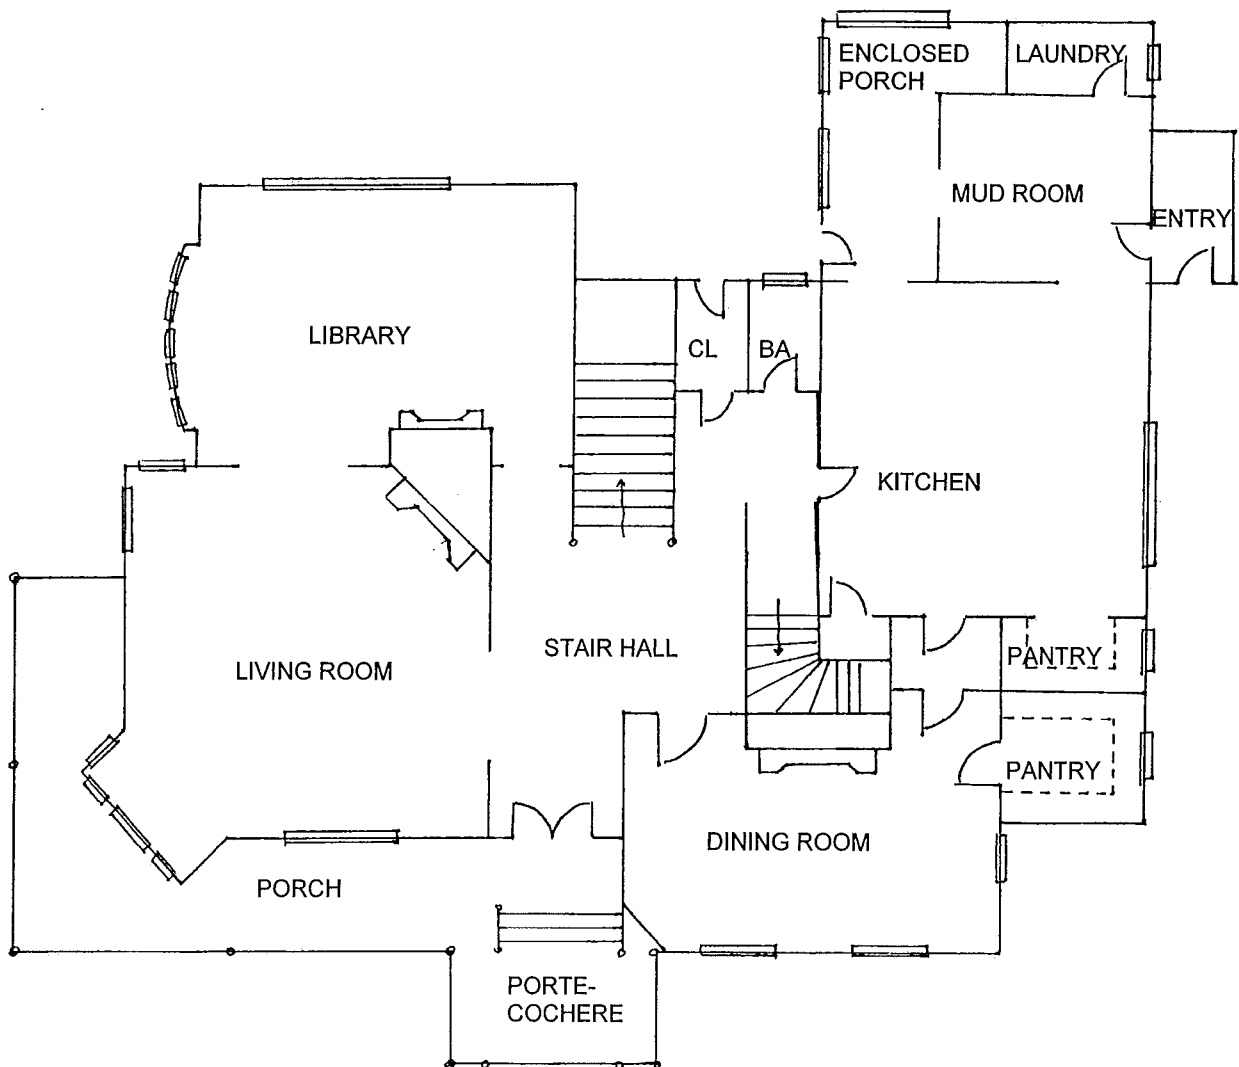 ENCLOSED
PORCH
LAUNDRY
MUD ROOM
ENTRY
LIBRARY
CL
BA
KITCHEN
STAIR HALL
LIVING ROOM
PANTRY
PANTRY
DINING ROOM
PORCH
PORTE-
COCHERE